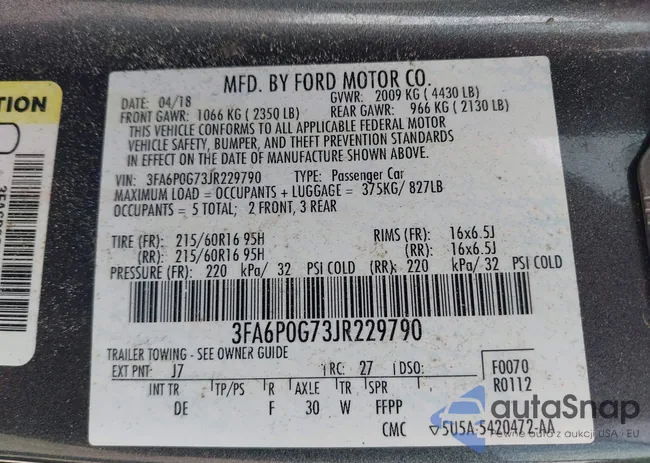 TION
MFD. BY FORD MOTOR CO.
DATE: 04/18 GVWR: 2009 KG ( 4430 LB)
FRONT GAWR: 1066 KG ( 2350 LB) REAR GAWR: 966 KG ( 2130 LB)
THIS VEHICLE CONFORMS TO ALL APPLICABLE FEDERAL MOTOR
VEHICLE SAFETY, BUMPER, AND THEFT PREVENTION STANDARDS
IN EFFECT ON THE DATE OF MANUFACTURE SHOWN ABOVE.
VIN: 3FA6P0G73JR229790 TYPE: Passenger Car
MAXIMUM LOAD = OCCUPANTS + LUGGAGE = 375KG/ 827LB
OCCUPANTS = 5 TOTAL; 2 FRONT, 3 REAR
TIRE (FR): 215/60R16 95H RIMS (FR): 16x6.5J
(RR): 215/60R16 95H (RR): 16x6.5J
PRESSURE (FR): 220 kPa/ 32 PSI COLD (RR): 220 kPa/ 32 PSI COLD
3FA6P0G73JR229790
TRAILER TOWING - SEE OWNER GUIDE
EXT PNT: J7 RC: 27 DSO: F0070
R0112
INT TR TP/PS R AXLE TR SPR
DE F 30 W FFPP
CMC ▽5U5A-5420472-AA
autoSnap
Pewne auto z aukcji USA i EU